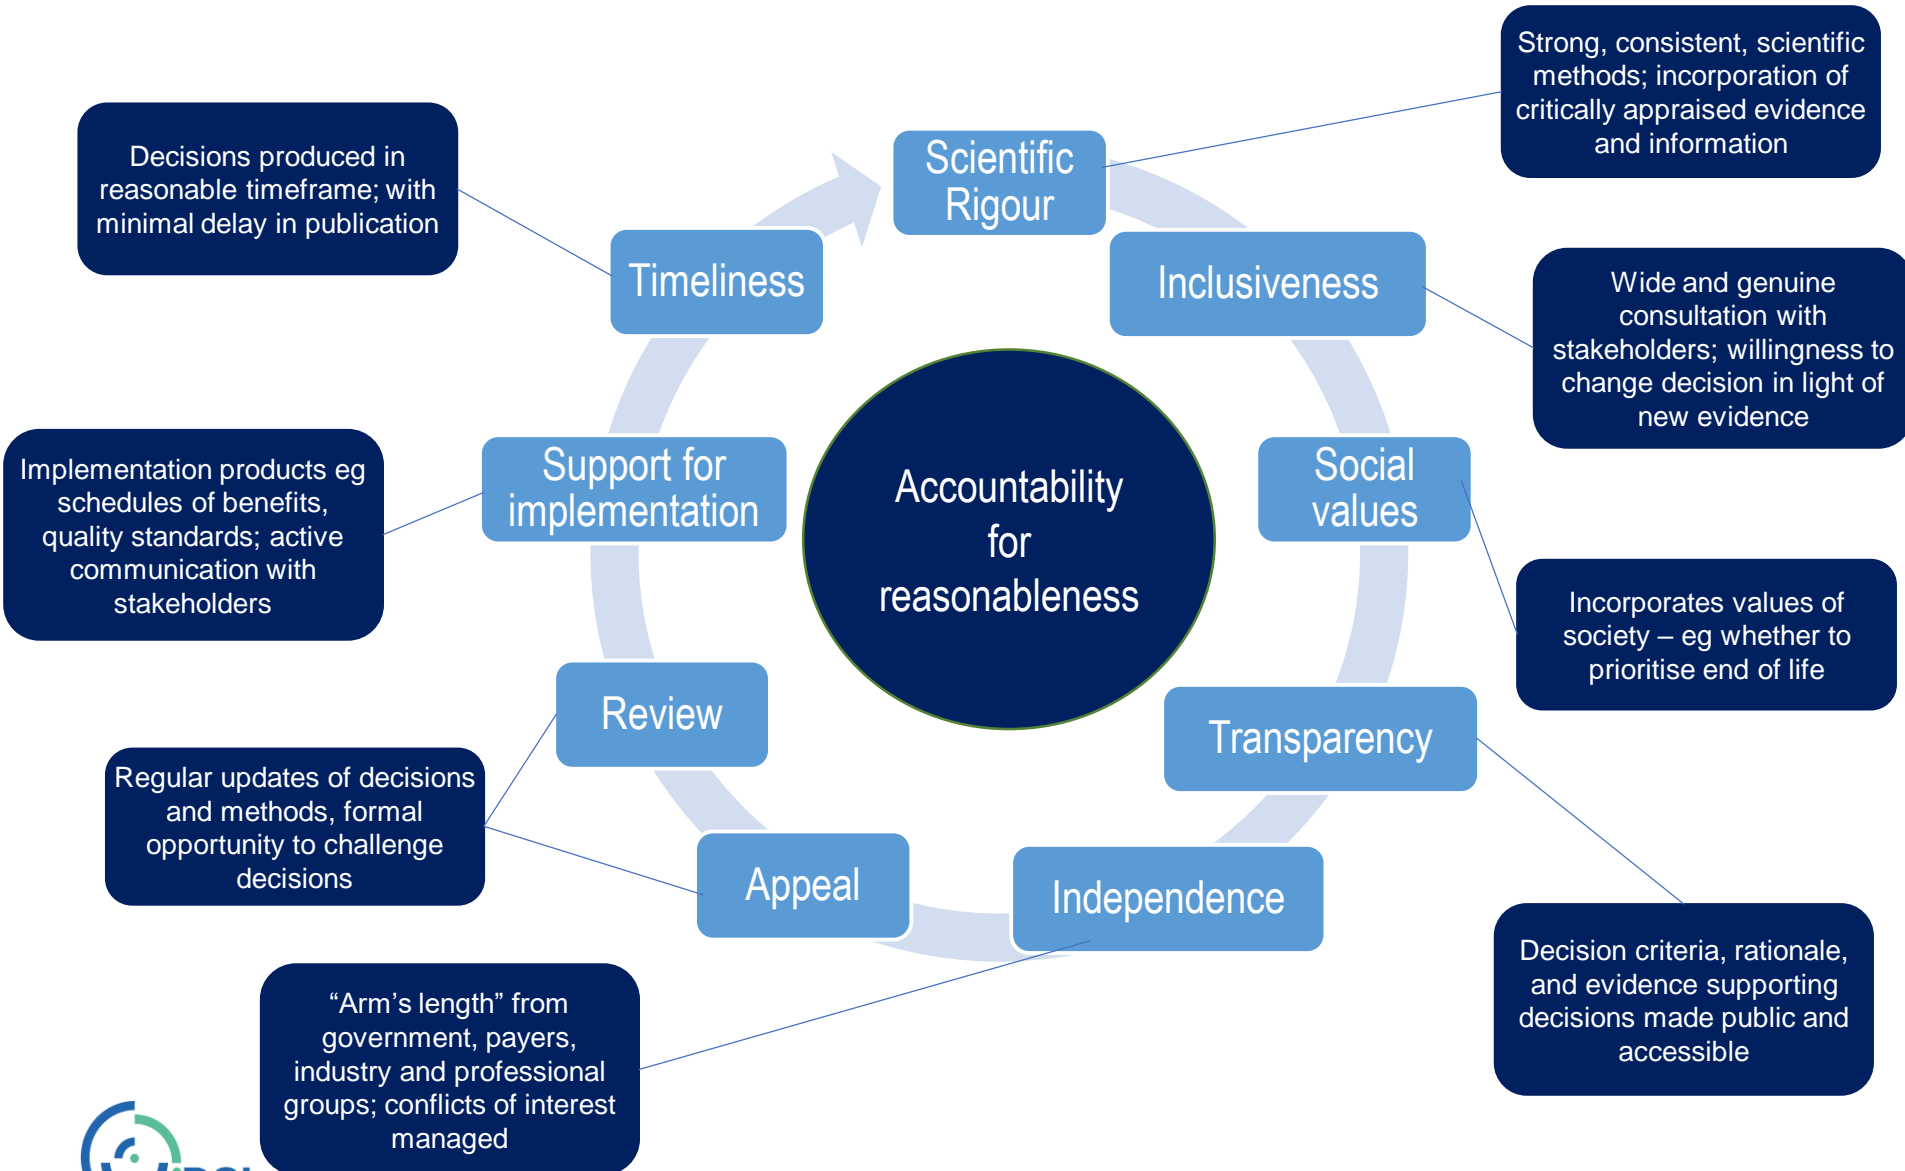 Strong, consistent, scientific
methods; incorporation of
critically appraised evidence
and information
Decisions produced in
reasonable timeframe; with
minimal delay in publication
Scientific
Rigour
Timeliness
Inclusiveness
Wide and genuine
consultation with
stakeholders; willingness to
change decision in light of
new evidence
Implementation products eg
schedules of benefits,
quality standards; active
communication with
stakeholders
Support for
implementation
Accountability
for
reasonableness
Social
values
Incorporates values of
society – eg whether to
prioritise end of life
Review
Transparency
Regular updates of decisions
and methods, formal
opportunity to challenge
decisions
Appeal
Independence
Decision criteria, rationale,
and evidence supporting
decisions made public and
accessible
“Arm’s length” from
government, payers,
industry and professional
groups; conflicts of interest
managed